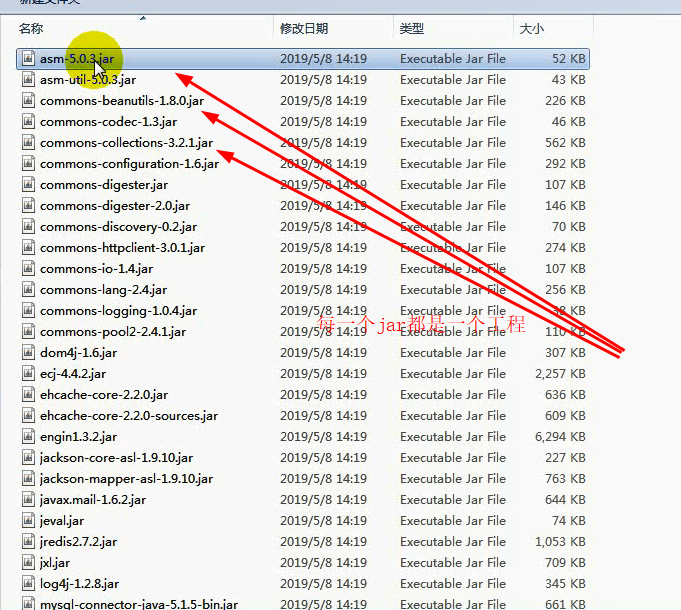 新建文件夹
名称 修改日期 类型 大小
asm-5.0.3.jar 2019/5/8 14:19 Executable Jar File 52 KB
asm-util-5.0.3.jar 2019/5/8 14:19 Executable Jar File 43 KB
commons-beanutils-1.8.0.jar 2019/5/8 14:19 Executable Jar File 226 KB
commons-codec-1.3.jar 2019/5/8 14:19 Executable Jar File 46 KB
commons-collections-3.2.1.jar 2019/5/8 14:19 Executable Jar File 562 KB
commons-configuration-1.6.jar 2019/5/8 14:19 Executable Jar File 292 KB
commons-digester.jar 2019/5/8 14:19 Executable Jar File 107 KB
commons-digester-2.0.jar 2019/5/8 14:19 Executable Jar File 146 KB
commons-discovery-0.2.jar 2019/5/8 14:19 Executable Jar File 70 KB
commons-httpclient-3.0.1.jar 2019/5/8 14:19 Executable Jar File 274 KB
commons-io-1.4.jar 2019/5/8 14:19 Executable Jar File 107 KB
commons-lang-2.4.jar 2019/5/8 14:19 Executable Jar File 256 KB
commons-logging-1.0.4.jar 2019/5/8 14:19 Executable Jar File 38 KB
每一个jar都是一个工程
commons-pool2-2.4.1.jar 2019/5/8 14:19 Executable Jar File 110 KB
dom4j-1.6.jar 2019/5/8 14:19 Executable Jar File 307 KB
ecj-4.4.2.jar 2019/5/8 14:19 Executable Jar File 2,257 KB
ehcache-core-2.2.0.jar 2019/5/8 14:19 Executable Jar File 636 KB
ehcache-core-2.2.0-sources.jar 2019/5/8 14:19 Executable Jar File 609 KB
engin1.3.2.jar 2019/5/8 14:19 Executable Jar File 6,294 KB
jackson-core-asl-1.9.10.jar 2019/5/8 14:19 Executable Jar File 227 KB
jackson-mapper-asl-1.9.10.jar 2019/5/8 14:19 Executable Jar File 763 KB
javax.mail-1.6.2.jar 2019/5/8 14:19 Executable Jar File 644 KB
jeval.jar 2019/5/8 14:19 Executable Jar File 74 KB
jredis2.7.2.jar 2019/5/8 14:19 Executable Jar File 1,053 KB
jxl.jar 2019/5/8 14:19 Executable Jar File 709 KB
log4j-1.2.8.jar 2019/5/8 14:19 Executable Jar File 345 KB
mysql-connector-java-5.1.5-bin.jar 2019/5/8 14:19 Executable Jar File 661 KB